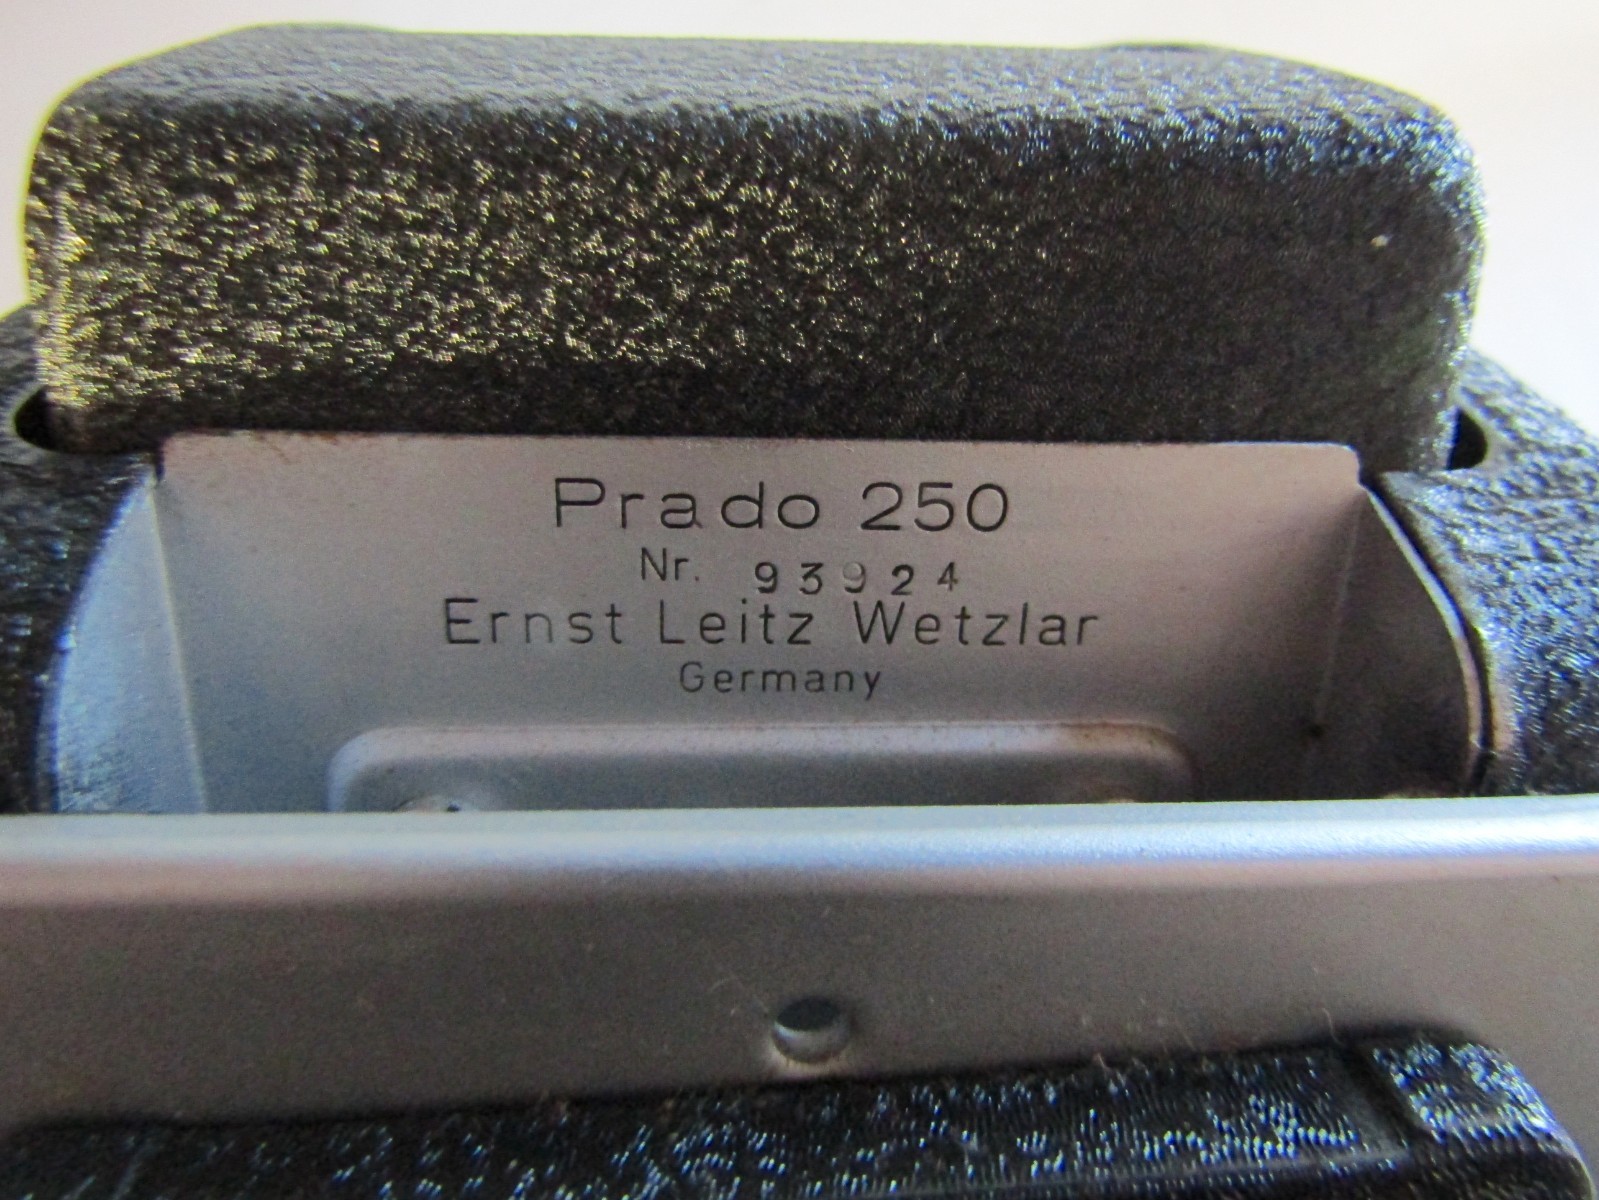 Prado 250
Nr. 93924
Ernst Leitz Wetzlar
Germany